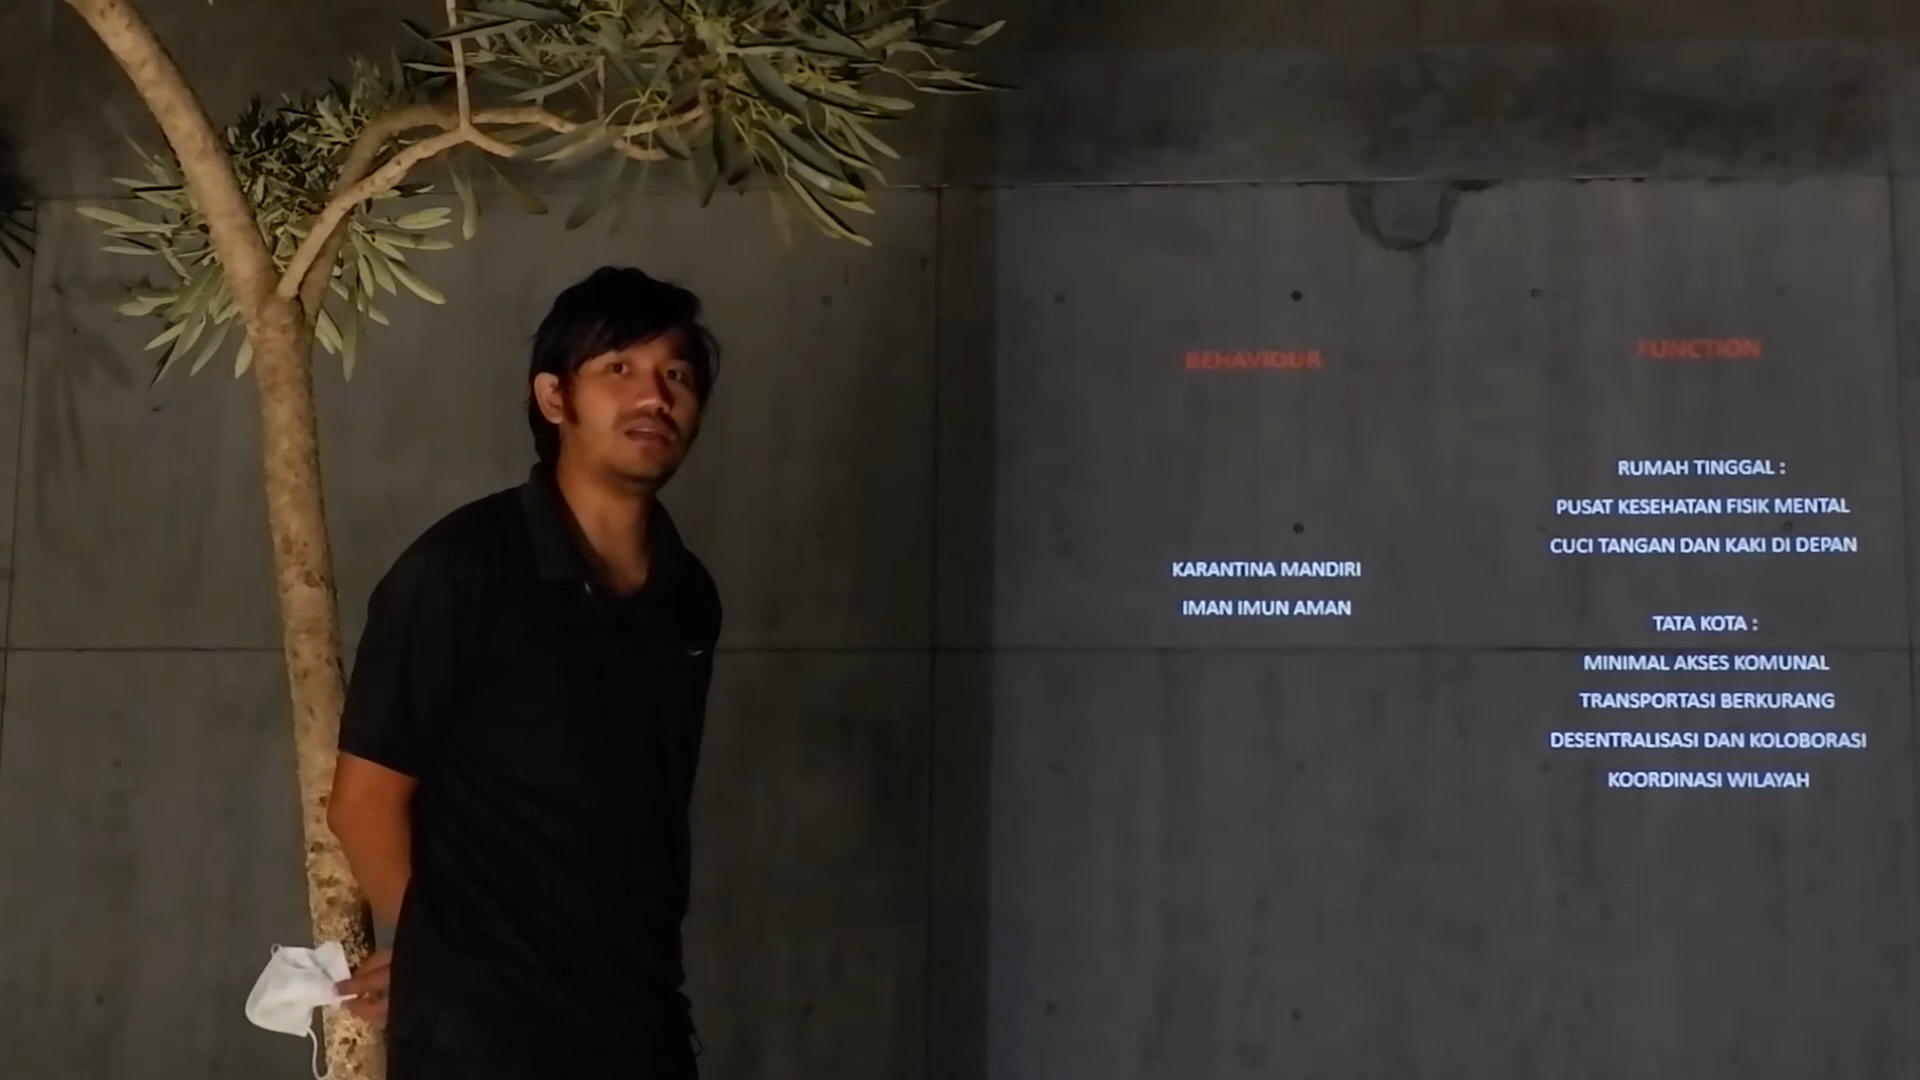 BEHAVIOUR
KARANTINA MANDIRI
IMAN IMUN AMAN
FUNCTION
RUMAH TINGGAL :
PUSAT KESEHATAN FISIK MENTAL
CUCI TANGAN DAN KAKI DI DEPAN
TATA KOTA :
MINIMAL AKSES KOMUNAL
TRANSPORTASI BERKURANG
DESENTRALISASI DAN KOLOBORASI
KOORDINASI WILAYAH